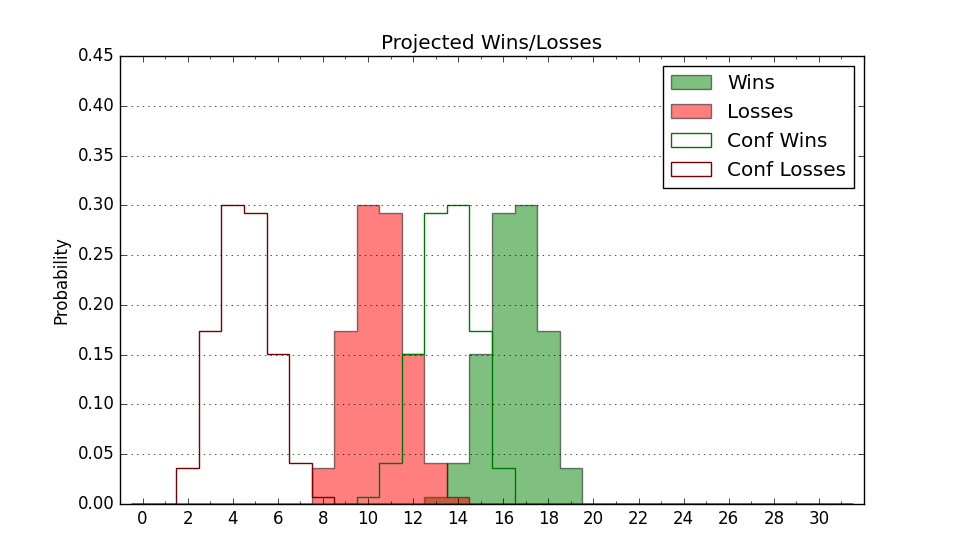 Projected Wins/Losses
0.45
0.40
0.35
0.30
0.25
0.20
0.15
0.10
0.05
0.00
Probability
Wins
Losses
Conf Wins
Conf Losses
0 2 4 6 8 10 12 14 16 18 20 22 24 26 28 30